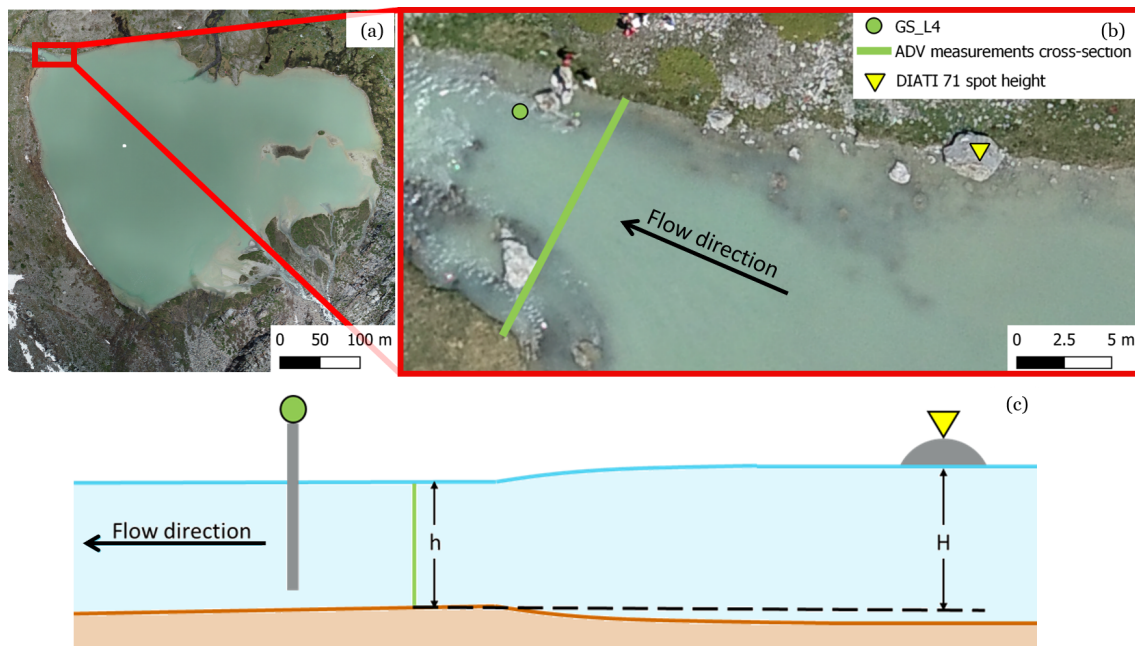 (a)
0 50 100 m
(b)
GS_L4
ADV measurements cross-section
DIATI 71 spot height
Flow direction
0 2.5 5 m
(c)
Flow direction
h
H